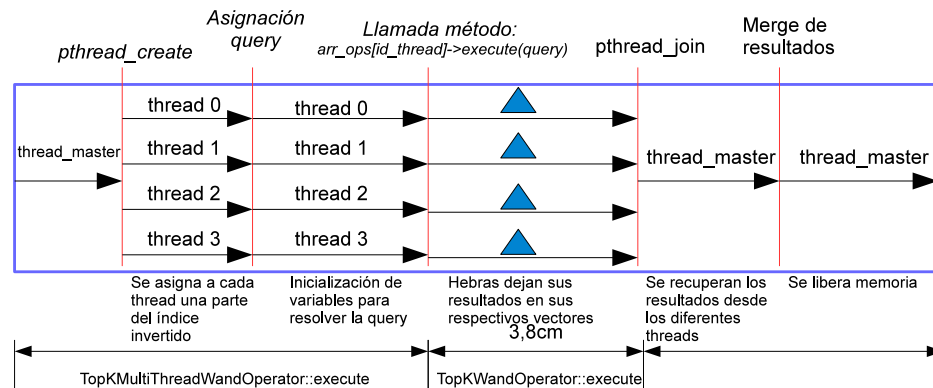 Asignación
query
Llamada método:
arr_ops[id_thread]->execute(query)
Merge de
resultados
pthread_create
pthread_join
thread 0
thread 0
thread_master
thread 1
thread 1
thread_master
thread_master
thread 2
thread 2
thread 3
thread 3
Se asigna a cada
thread una parte
del índice
invertido
Inicialización de
variables para
resolver la query
Hebras dejan sus
resultados en sus
respectivos vectores
3,8cm
Se recuperan los
resultados desde
los diferentes
threads
Se libera memoria
TopKMultiThreadWandOperator::execute
TopKWandOperator::execute